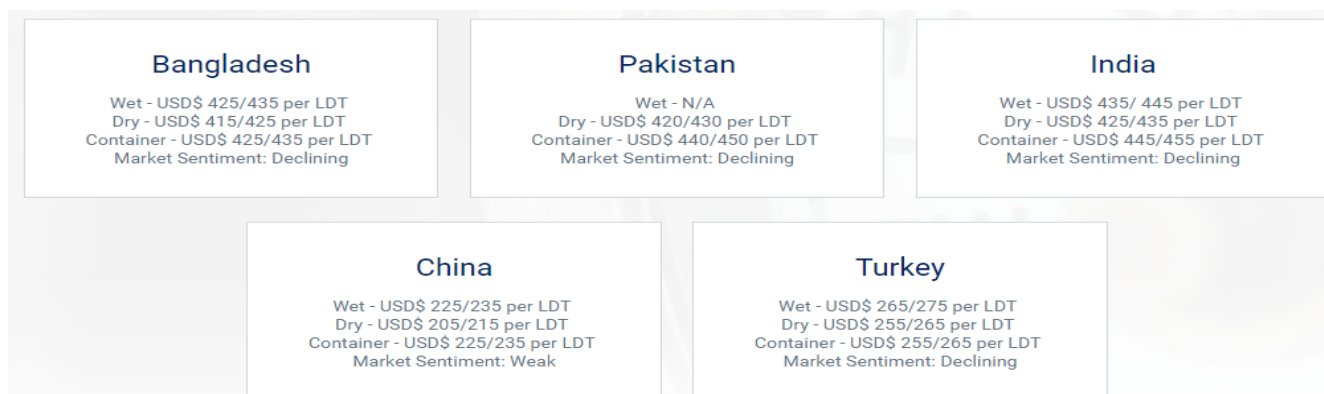 Bangladesh
Wet - USD$ 425/435 per LDT
Dry - USD$ 415/425 per LDT
Container - USD$ 425/435 per LDT
Market Sentiment: Declining
Pakistan
Wet - N/A
Dry - USD$ 420/430 per LDT
Container - USD$ 440/450 per LDT
Market Sentiment: Declining
India
Wet - USD$ 435/ 445 per LDT
Dry - USD$ 425/435 per LDT
Container - USD$ 445/455 per LDT
Market Sentiment: Declining
China
Wet - USD$ 225/235 per LDT
Dry - USD$ 205/215 per LDT
Container - USD$ 225/235 per LDT
Market Sentiment: Weak
Turkey
Wet - USD$ 265/275 per LDT
Dry - USD$ 255/265 per LDT
Container - USD$ 255/265 per LDT
Market Sentiment: Declining